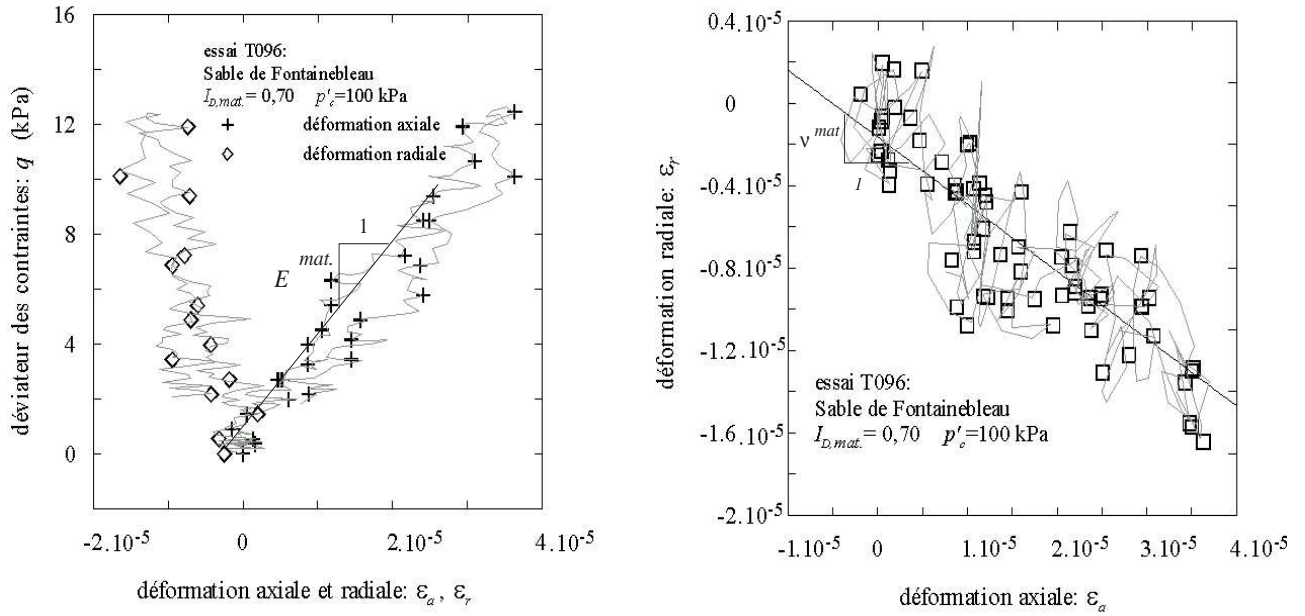 16
12
8
4
0
-2.10⁻⁵
0
2.10⁻⁵
4.10⁻⁵
déviateur des contraintes: q (kPa)
déformation axiale et radiale: εₐ , εᵣ
essai T096:
Sable de Fontainebleau
I_D,mat. = 0,70 p'_c=100 kPa
déformation axiale
déformation radiale
1
E mat.
0.4.10⁻⁵
0
-0.4.10⁻⁵
-0.8.10⁻⁵
-1.2.10⁻⁵
-1.6.10⁻⁵
-2.10⁻⁵
-1.10⁻⁵
0
1.10⁻⁵
2.10⁻⁵
3.10⁻⁵
4.10⁻⁵
déformation radiale: εᵣ
déformation axiale: εₐ
ν mat
1
essai T096:
Sable de Fontainebleau
I_D,mat. = 0,70 p'_c=100 kPa